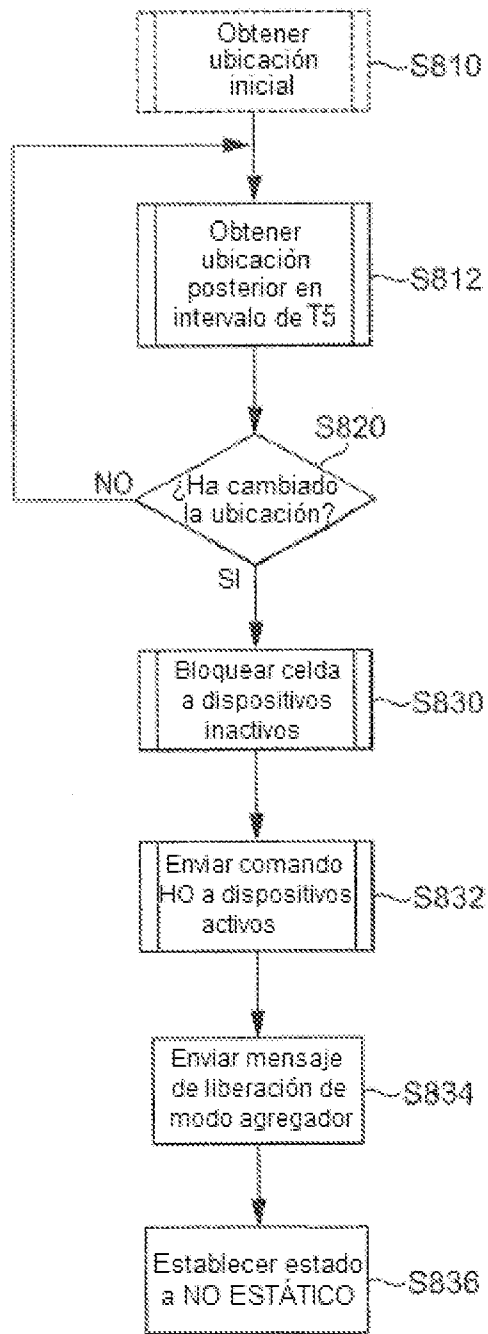 Obtener
ubicación
inicial
S810
Obtener
ubicación
posterior en
intervalo de T5
S812
S820
NO
¿Ha cambiado
la ubicación?
SI
Bloquear celda
a dispositivos
inactivos
S830
Enviar comando
HO a dispositivos
activos
S832
Enviar mensaje
de liberación de
modo agregador
S834
Establecer estado
a NO ESTÁTICO
S836